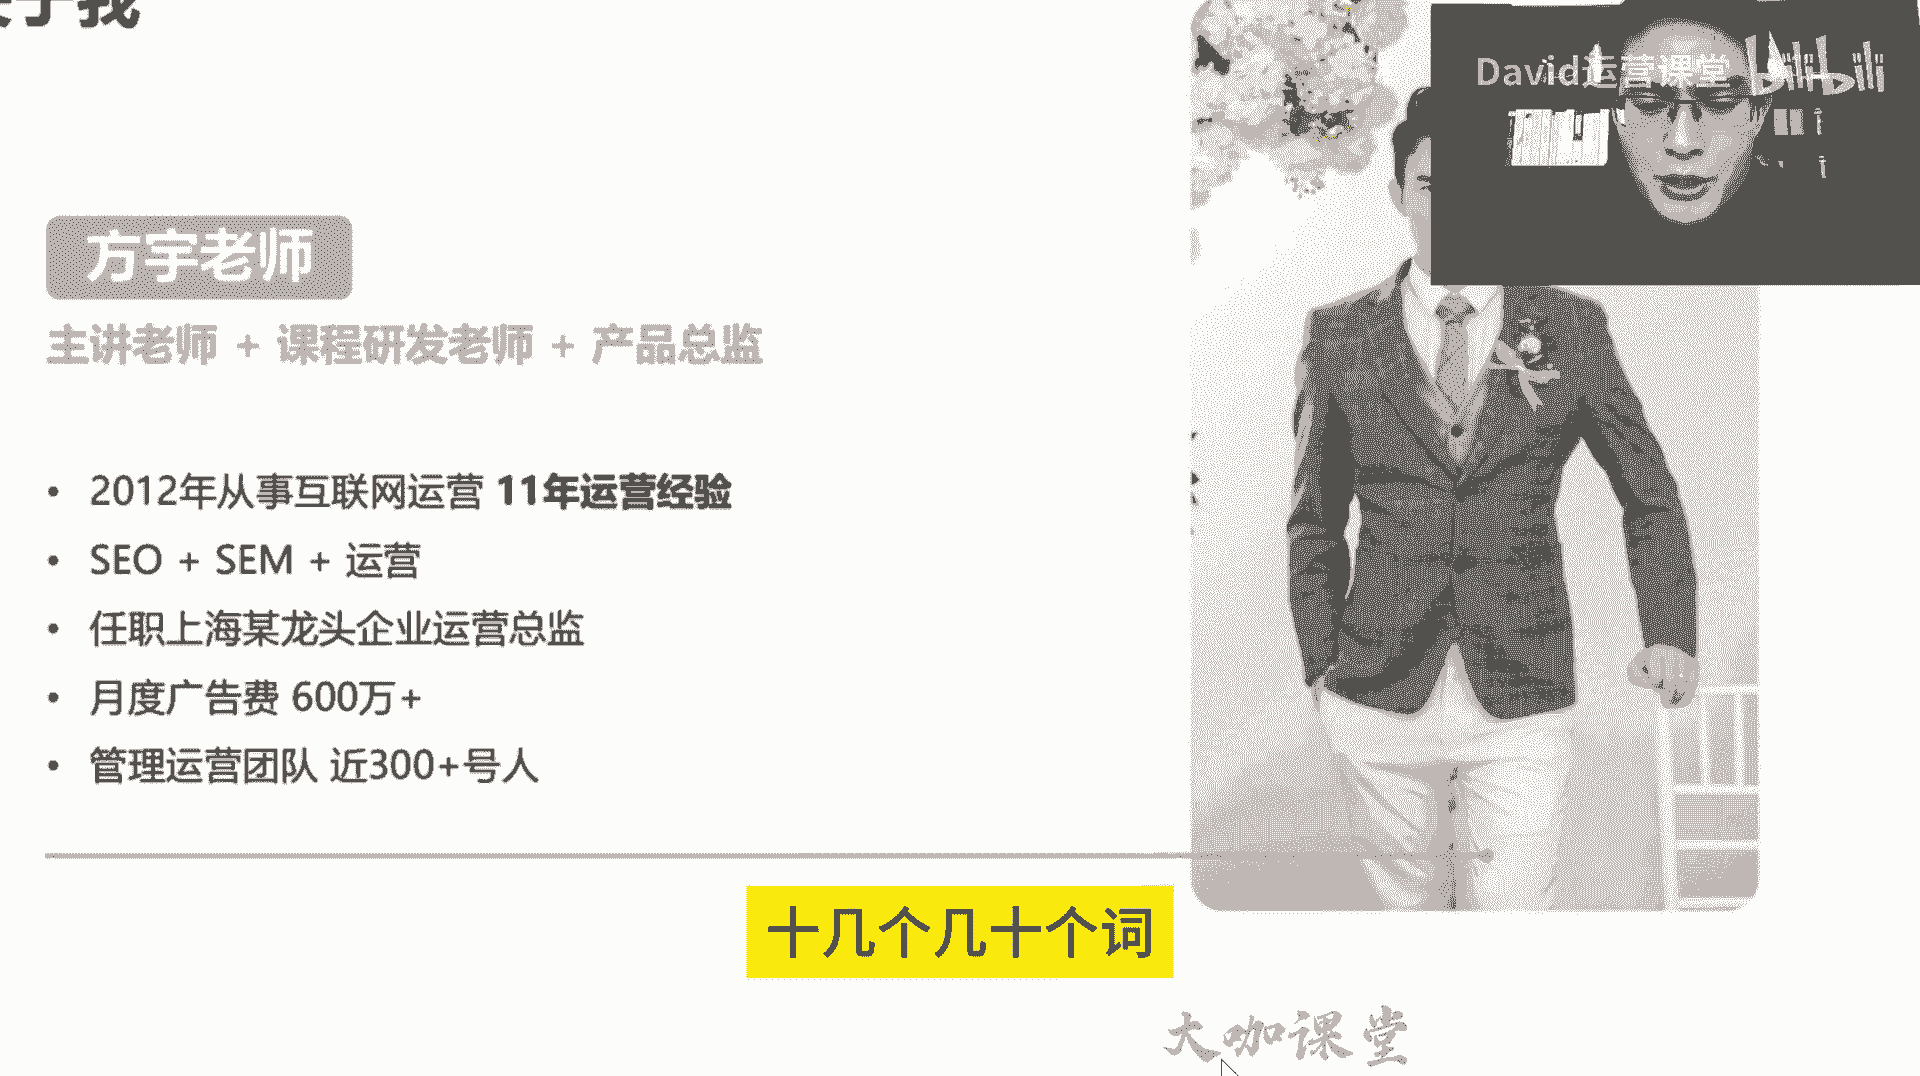 关于我
David运营课堂 bilibili
方宇老师
主讲老师 + 课程研发老师 + 产品总监
• 2012年从事互联网运营 11年运营经验
• SEO + SEM + 运营
• 任职上海某龙头企业运营总监
• 月度广告费 600万+
• 管理运营团队 近300+号人
十几个几十个词
大咖课堂